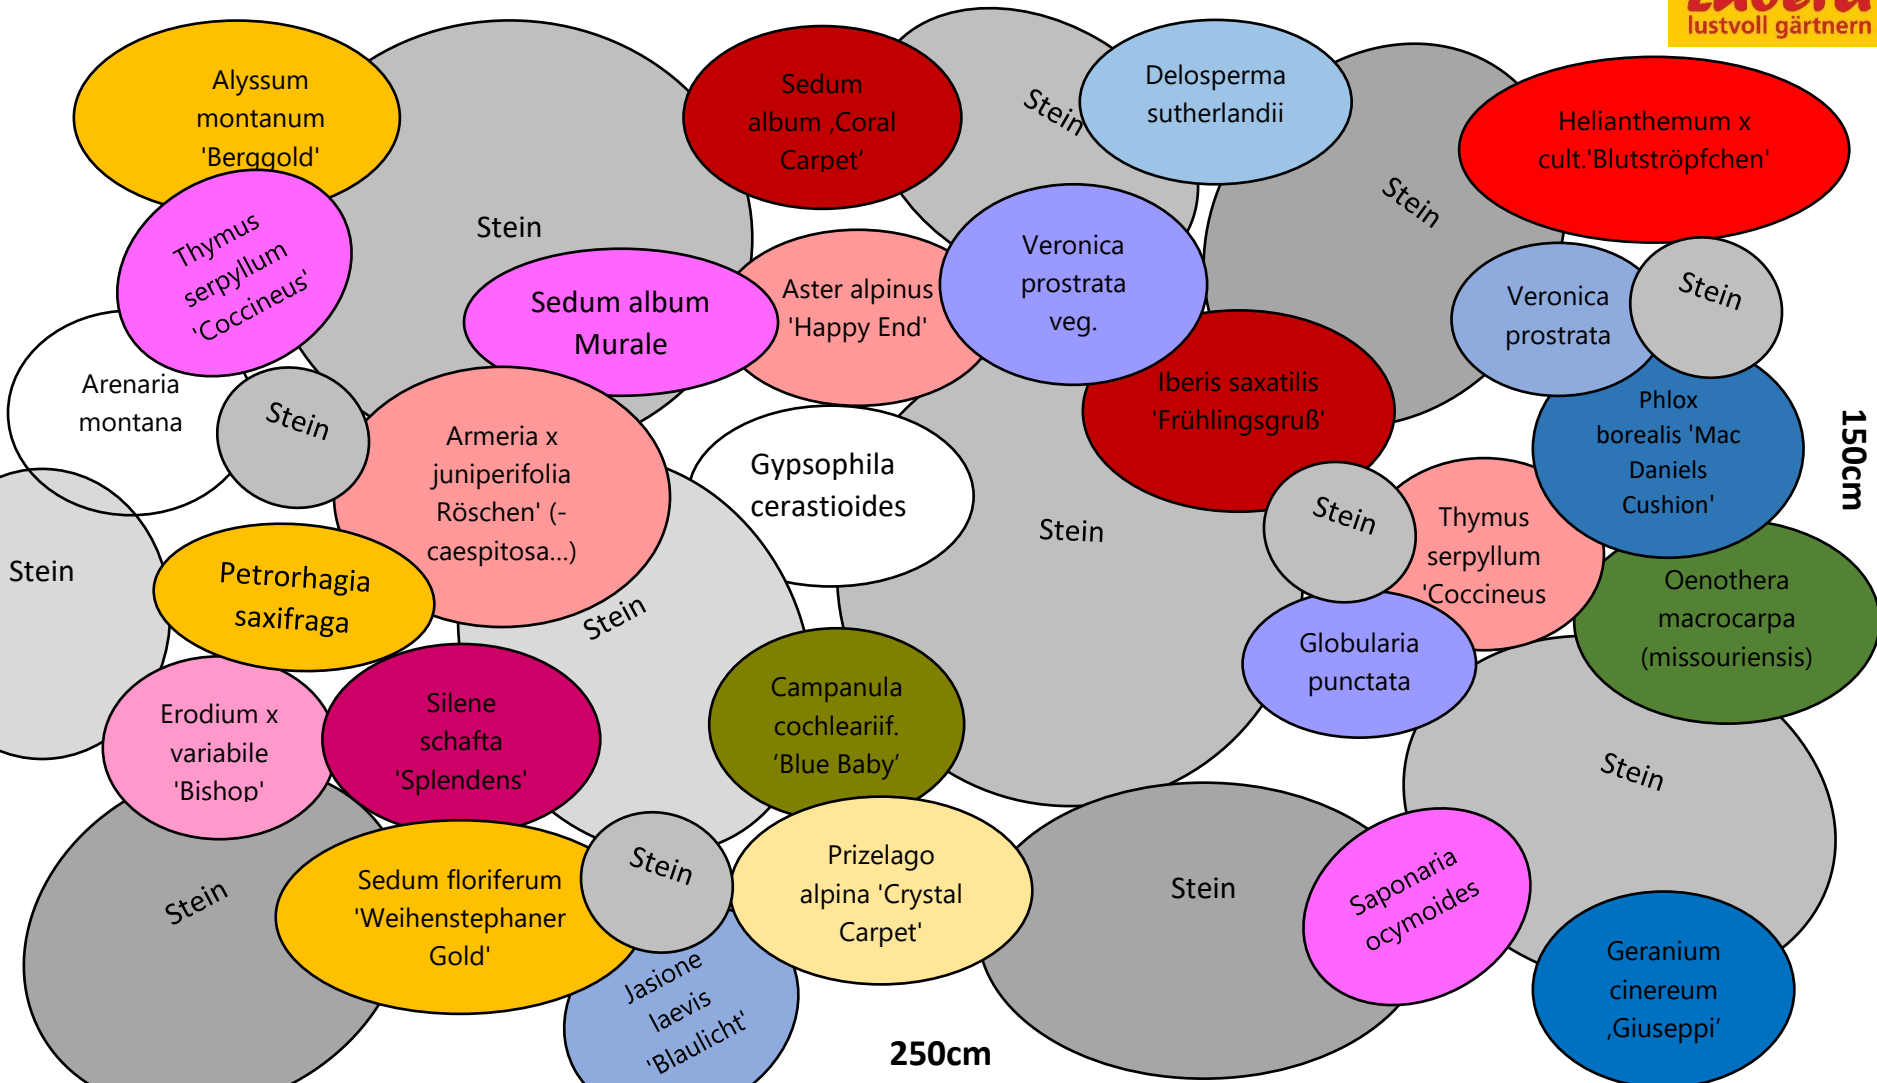 lustvoll gärtnern
Alyssum
montanum
'Berggold'
Sedum
album ‚Coral
Carpet‘
Stein
Delosperma
sutherlandii
Helianthemum x
cult.'Blutströpfchen'
Stein
Thymus
serpyllum
'Coccineus'
Stein
Sedum album
Murale
Aster alpinus
'Happy End'
Veronica
prostrata
veg.
Veronica
prostrata
Stein
Arenaria
montana
Stein
Armeria x
juniperifolia
Röschen' (-
caespitosa...)
Gypsophila
cerastioides
Iberis saxatilis
'Frühlingsgruß'
Phlox
borealis 'Mac
Daniels
Cushion'
150cm
Stein
Petrorhagia
saxifraga
Stein
Stein
Stein
Thymus
serpyllum
'Coccineus
Oenothera
macrocarpa
(missouriensis)
Globularia
punctata
Erodium x
variabile
'Bishop'
Silene
schafta
'Splendens'
Campanula
cochleariif.
‘Blue Baby’
Stein
Stein
Sedum floriferum
'Weihenstephaner
Gold'
Stein
Prizelago
alpina 'Crystal
Carpet'
Stein
Saponaria
ocymoides
Geranium
cinereum
‚Giuseppi‘
Jasione
laevis
'Blaulicht'
250cm